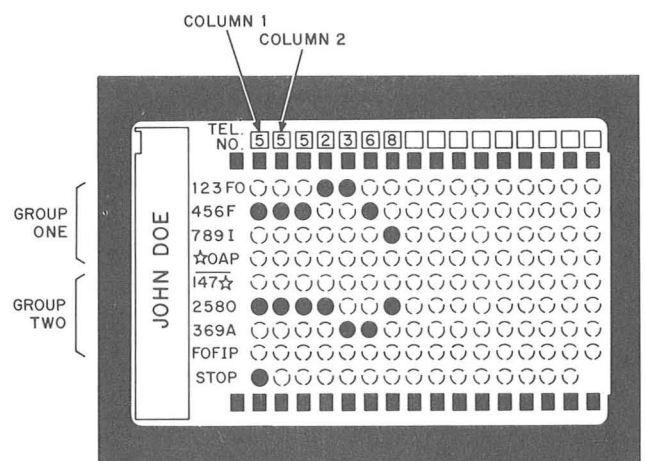 COLUMN 1
COLUMN 2
TEL.
NO. 5 5 5 2 3 6 8
123FO
456F
789I
☆OAP
147☆
2580
369A
FOFIP
STOP
GROUP
ONE
GROUP
TWO
JOHN DOE